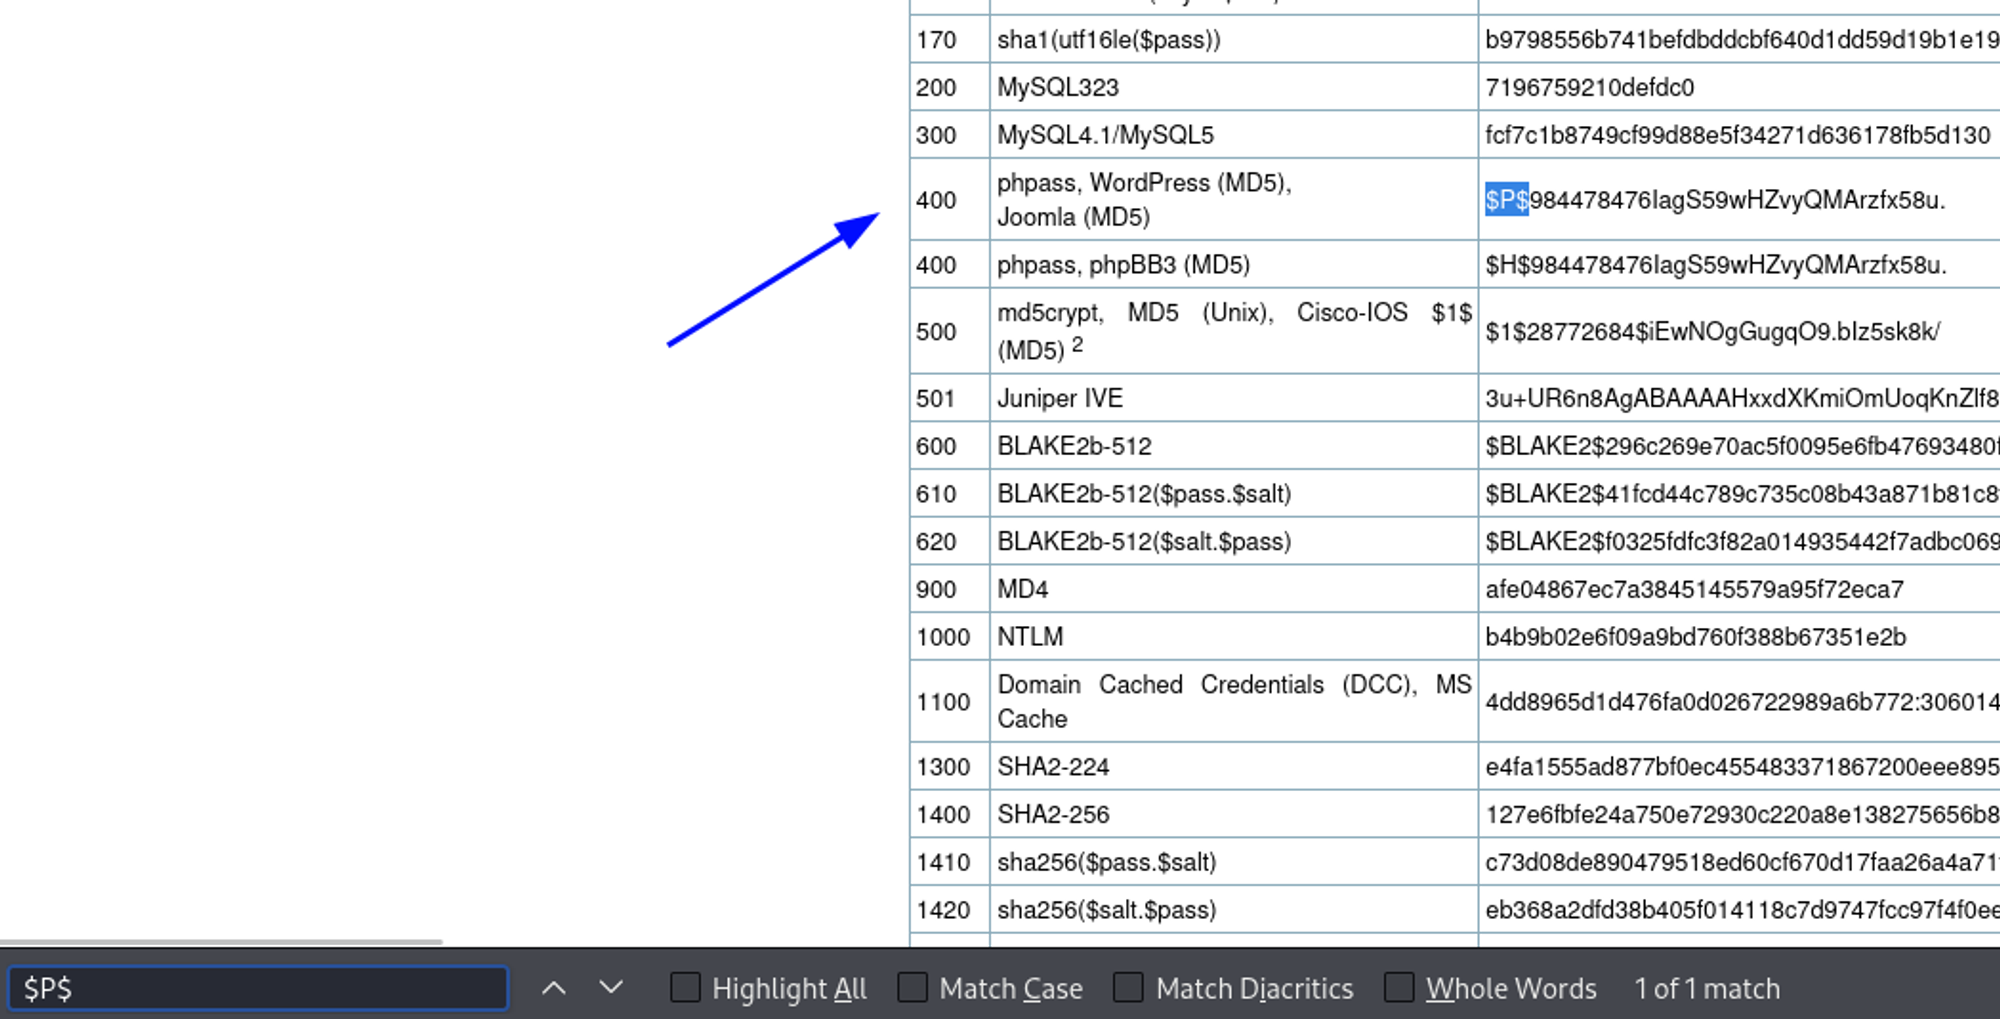 170 sha1(utf16le($pass)) b9798556b741befdbddcbf640d1dd59d19b1e19
200 MySQL323 7196759210defdc0
300 MySQL4.1/MySQL5 fcf7c1b8749cf99d88e5f34271d636178fb5d130
400 phpass, WordPress (MD5),
Joomla (MD5) $P$984478476IagS59wHZvyQMArzfx58u.
400 phpass, phpBB3 (MD5) $H$984478476IagS59wHZvyQMArzfx58u.
500 md5crypt, MD5 (Unix), Cisco-IOS $1$
(MD5) 2 $1$28772684$iEwNOgGugqO9.bIz5sk8k/
501 Juniper IVE 3u+UR6n8AgABAAAAHxxdXKmiOmUoqKnZlf8
600 BLAKE2b-512 $BLAKE2$296c269e70ac5f0095e6fb47693480f
610 BLAKE2b-512($pass.$salt) $BLAKE2$41fcd44c789c735c08b43a871b81c8
620 BLAKE2b-512($salt.$pass) $BLAKE2$f0325fdfc3f82a014935442f7adbc069
900 MD4 afe04867ec7a3845145579a95f72eca7
1000 NTLM b4b9b02e6f09a9bd760f388b67351e2b
1100 Domain Cached Credentials (DCC), MS
Cache 4dd8965d1d476fa0d026722989a6b772:306014
1300 SHA2-224 e4fa1555ad877bf0ec455483371867200eee895
1400 SHA2-256 127e6fbfe24a750e72930c220a8e138275656b8
1410 sha256($pass.$salt) c73d08de890479518ed60cf670d17faa26a4a71
1420 sha256($salt.$pass) eb368a2dfd38b405f014118c7d9747fcc97f4f0ee
$P$ Highlight All Match Case Match Diacritics Whole Words 1 of 1 match